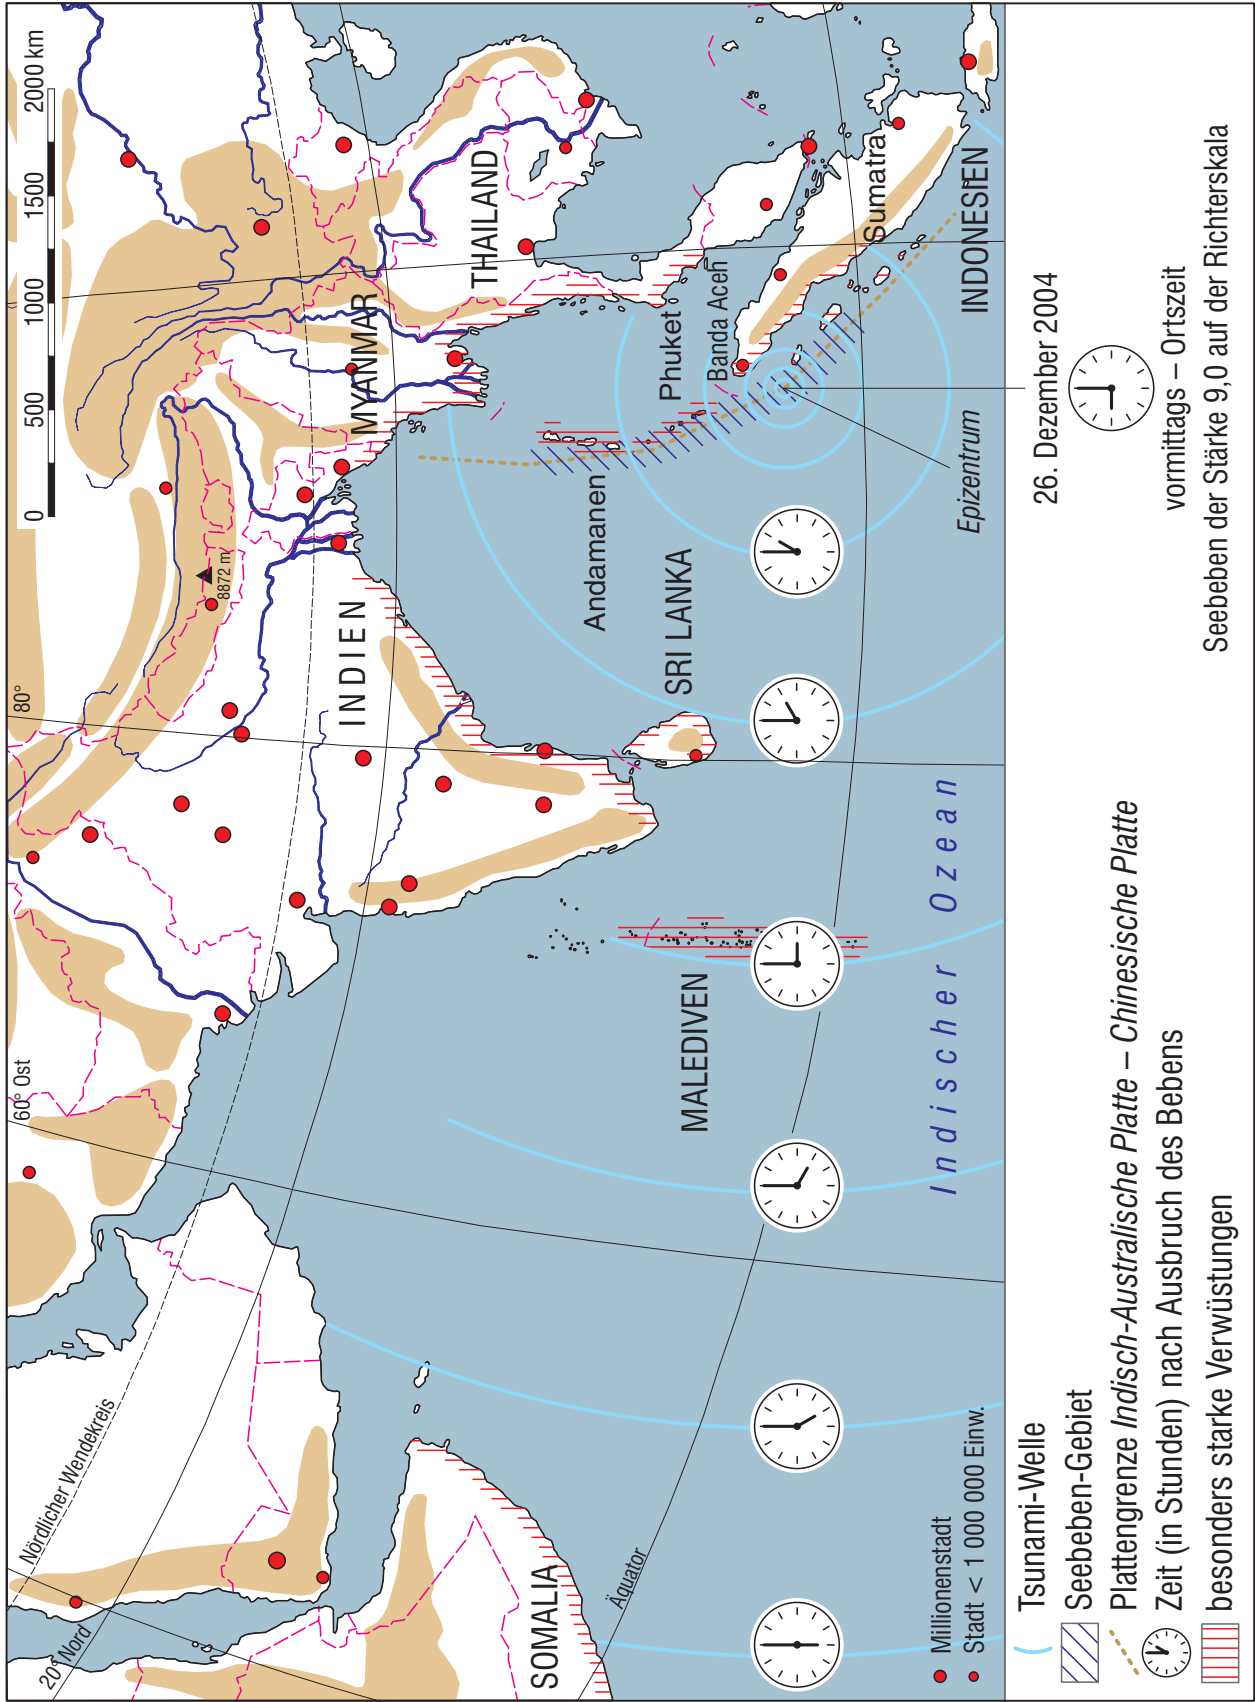 0 500 1000 1500 2000 km
60° Ost
80°
8872 m
Nördlicher Wendekreis
20° Nord
INDIEN
MYANMAR
THAILAND
Andamanen
Phuket
Banda Aceh
SRI LANKA
MALEDIVEN
Sumatra
INDONESIEN
SOMALIA
Äquator
Indischer Ozean
Epizentrum
Millionenstadt
Stadt < 1 000 000 Einw.
Tsunami-Welle
Seebeben-Gebiet
Plattengrenze Indisch-Australische Platte – Chinesische Platte
Zeit (in Stunden) nach Ausbruch des Bebens
besonders starke Verwüstungen
26. Dezember 2004
vormittags – Ortszeit
Seebeben der Stärke 9,0 auf der Richterskala